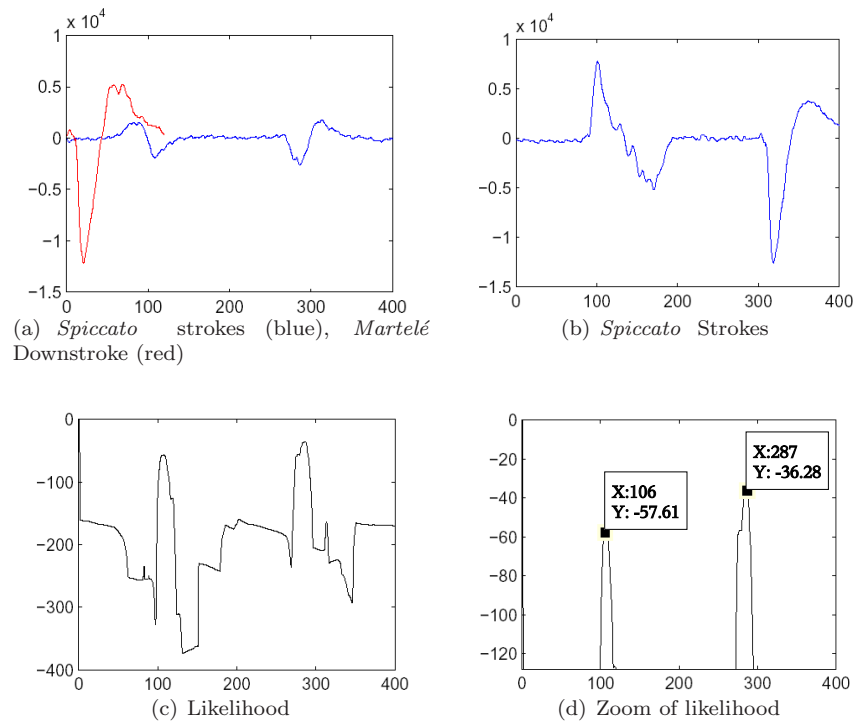 x 10^4
1
0.5
0
−0.5
−1
−1.5
0 100 200 300 400
(a) Spiccato strokes (blue), Martelé
Downstroke (red)
x 10^4
1
0.5
0
−0.5
−1
−1.5
0 100 200 300 400
(b) Spiccato Strokes
0
−100
−200
−300
−400
0 100 200 300 400
(c) Likelihood
0
−20
−40
−60
−80
−100
−120
X:106
Y: -57.61
X:287
Y: -36.28
0 100 200 300 400
(d) Zoom of likelihood